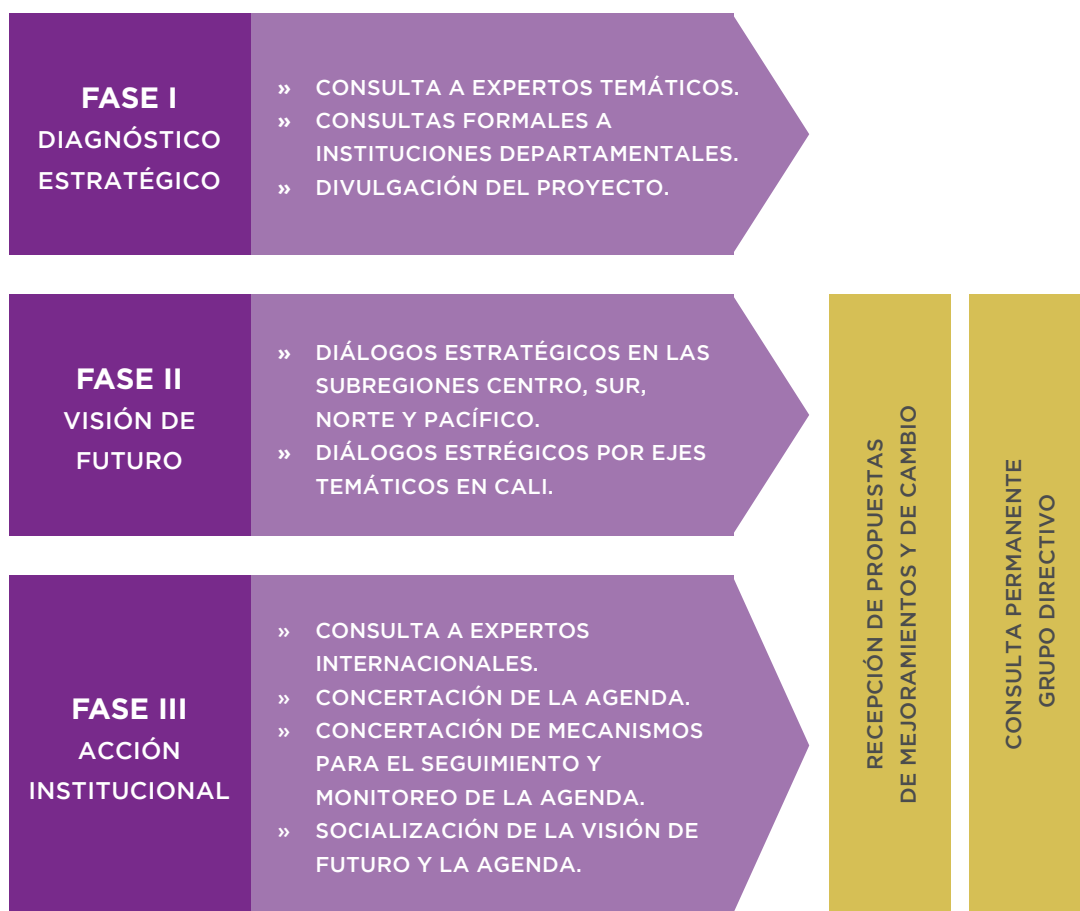 FASE I
DIAGNÓSTICO
ESTRATÉGICO
» CONSULTA A EXPERTOS TEMÁTICOS.
» CONSULTAS FORMALES A
INSTITUCIONES DEPARTAMENTALES.
» DIVULGACIÓN DEL PROYECTO.
FASE II
VISIÓN DE
FUTURO
» DIÁLOGOS ESTRATÉGICOS EN LAS
SUBREGIONES CENTRO, SUR,
NORTE Y PACÍFICO.
» DIÁLOGOS ESTRÉGICOS POR EJES
TEMÁTICOS EN CALI.
FASE III
ACCIÓN
INSTITUCIONAL
» CONSULTA A EXPERTOS
INTERNACIONALES.
» CONCERTACIÓN DE LA AGENDA.
» CONCERTACIÓN DE MECANISMOS
PARA EL SEGUIMIENTO Y
MONITOREO DE LA AGENDA.
» SOCIALIZACIÓN DE LA VISIÓN DE
FUTURO Y LA AGENDA.
RECEPCIÓN DE PROPUESTAS
DE MEJORAMIENTOS Y DE CAMBIO
CONSULTA PERMANENTE
GRUPO DIRECTIVO